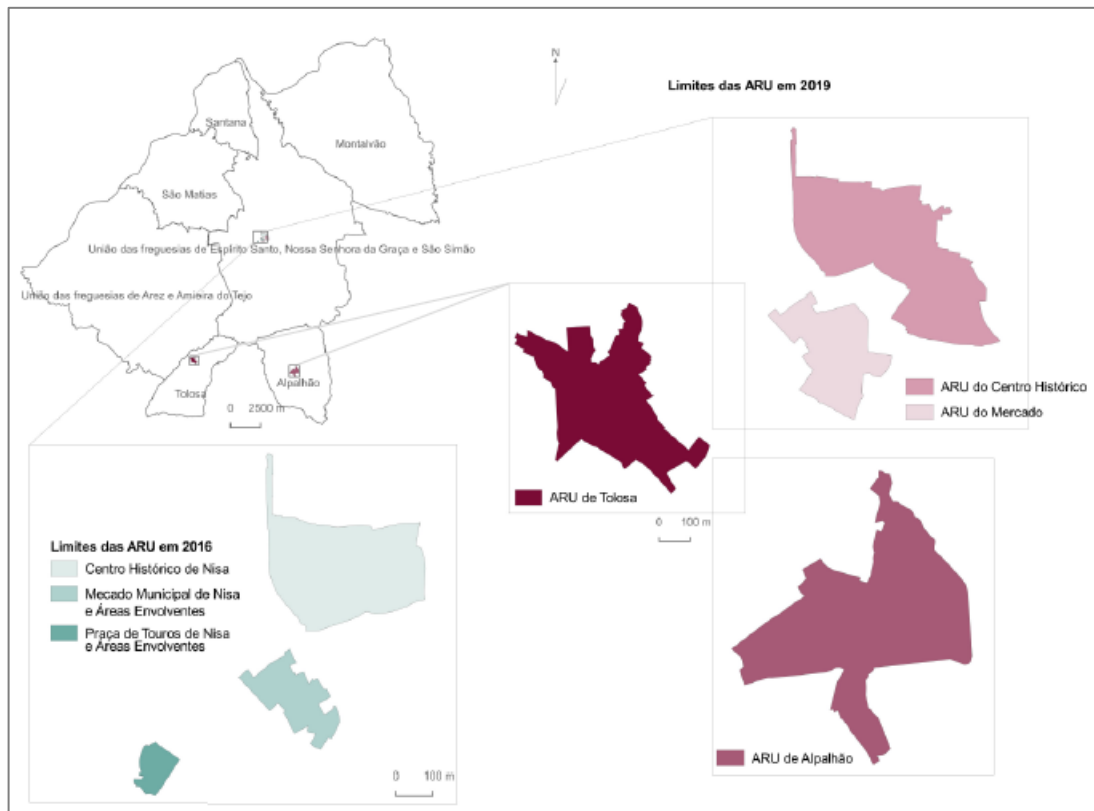 N
Limites das ARU em 2019
Santana
Montalvão
São Matias
União das freguesias de Espírito Santo, Nossa Senhora da Graça e São Simão
União das freguesias de Arez e Amieira do Tejo
Tolosa
Alpalhão
0 2500 m
ARU do Centro Histórico
ARU do Mercado
ARU de Tolosa
0 100 m
Limites das ARU em 2016
Centro Histórico de Nisa
Mecado Municipal de Nisa
e Áreas Envolventes
Praça de Touros de Nisa
e Áreas Envolventes
0 100 m
ARU de Alpalhão